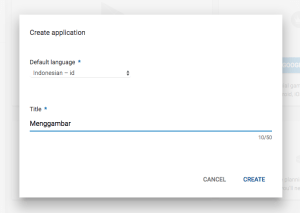 Create application
Default language *
Indonesian – id
Title *
Menggambar
10/50
CANCEL
CREATE